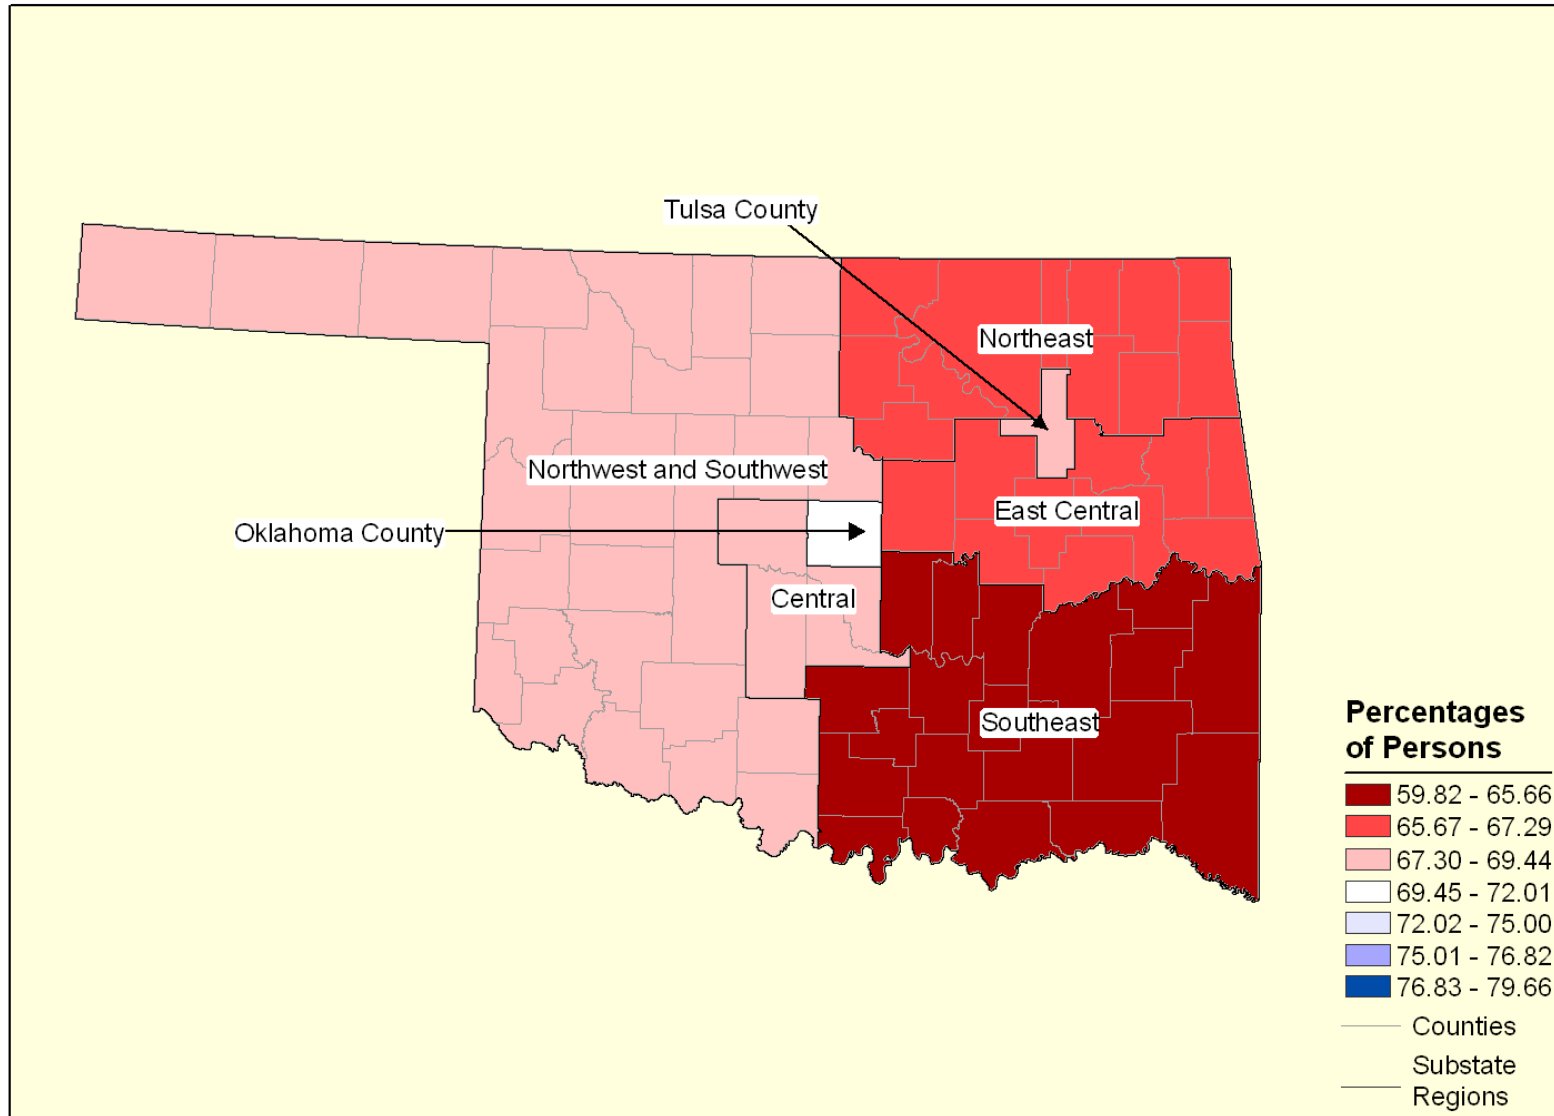 Tulsa County
Northeast
Northwest and Southwest
East Central
Oklahoma County
Central
Southeast
Percentages
of Persons
59.82 - 65.66
65.67 - 67.29
67.30 - 69.44
69.45 - 72.01
72.02 - 75.00
75.01 - 76.82
76.83 - 79.66
Counties
Substate
Regions